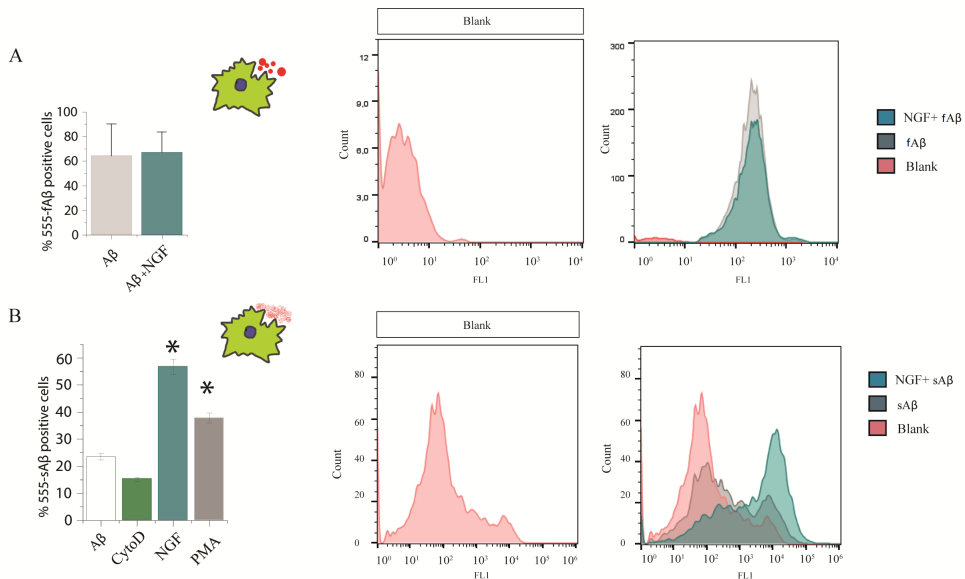 A
% 555-fAβ positive cells
100
80
60
40
20
0
Aβ
Aβ+NGF
Blank
Count
12
9.0
6.0
3.0
0
10⁰ 10¹ 10² 10³ 10⁴
FL1
Count
300
200
100
0
10⁰ 10¹ 10² 10³ 10⁴
FL1
NGF+ fAβ
fAβ
Blank
B
% 555-sAβ positive cells
60
50
40
30
20
10
0
*
*
Aβ
CytoD
NGF
PMA
Blank
Count
80
60
40
20
0
10⁰ 10¹ 10² 10³ 10⁴ 10⁵ 10⁶
FL1
Count
80
60
40
20
0
10⁰ 10¹ 10² 10³ 10⁴ 10⁵ 10⁶
FL1
NGF+ sAβ
sAβ
Blank